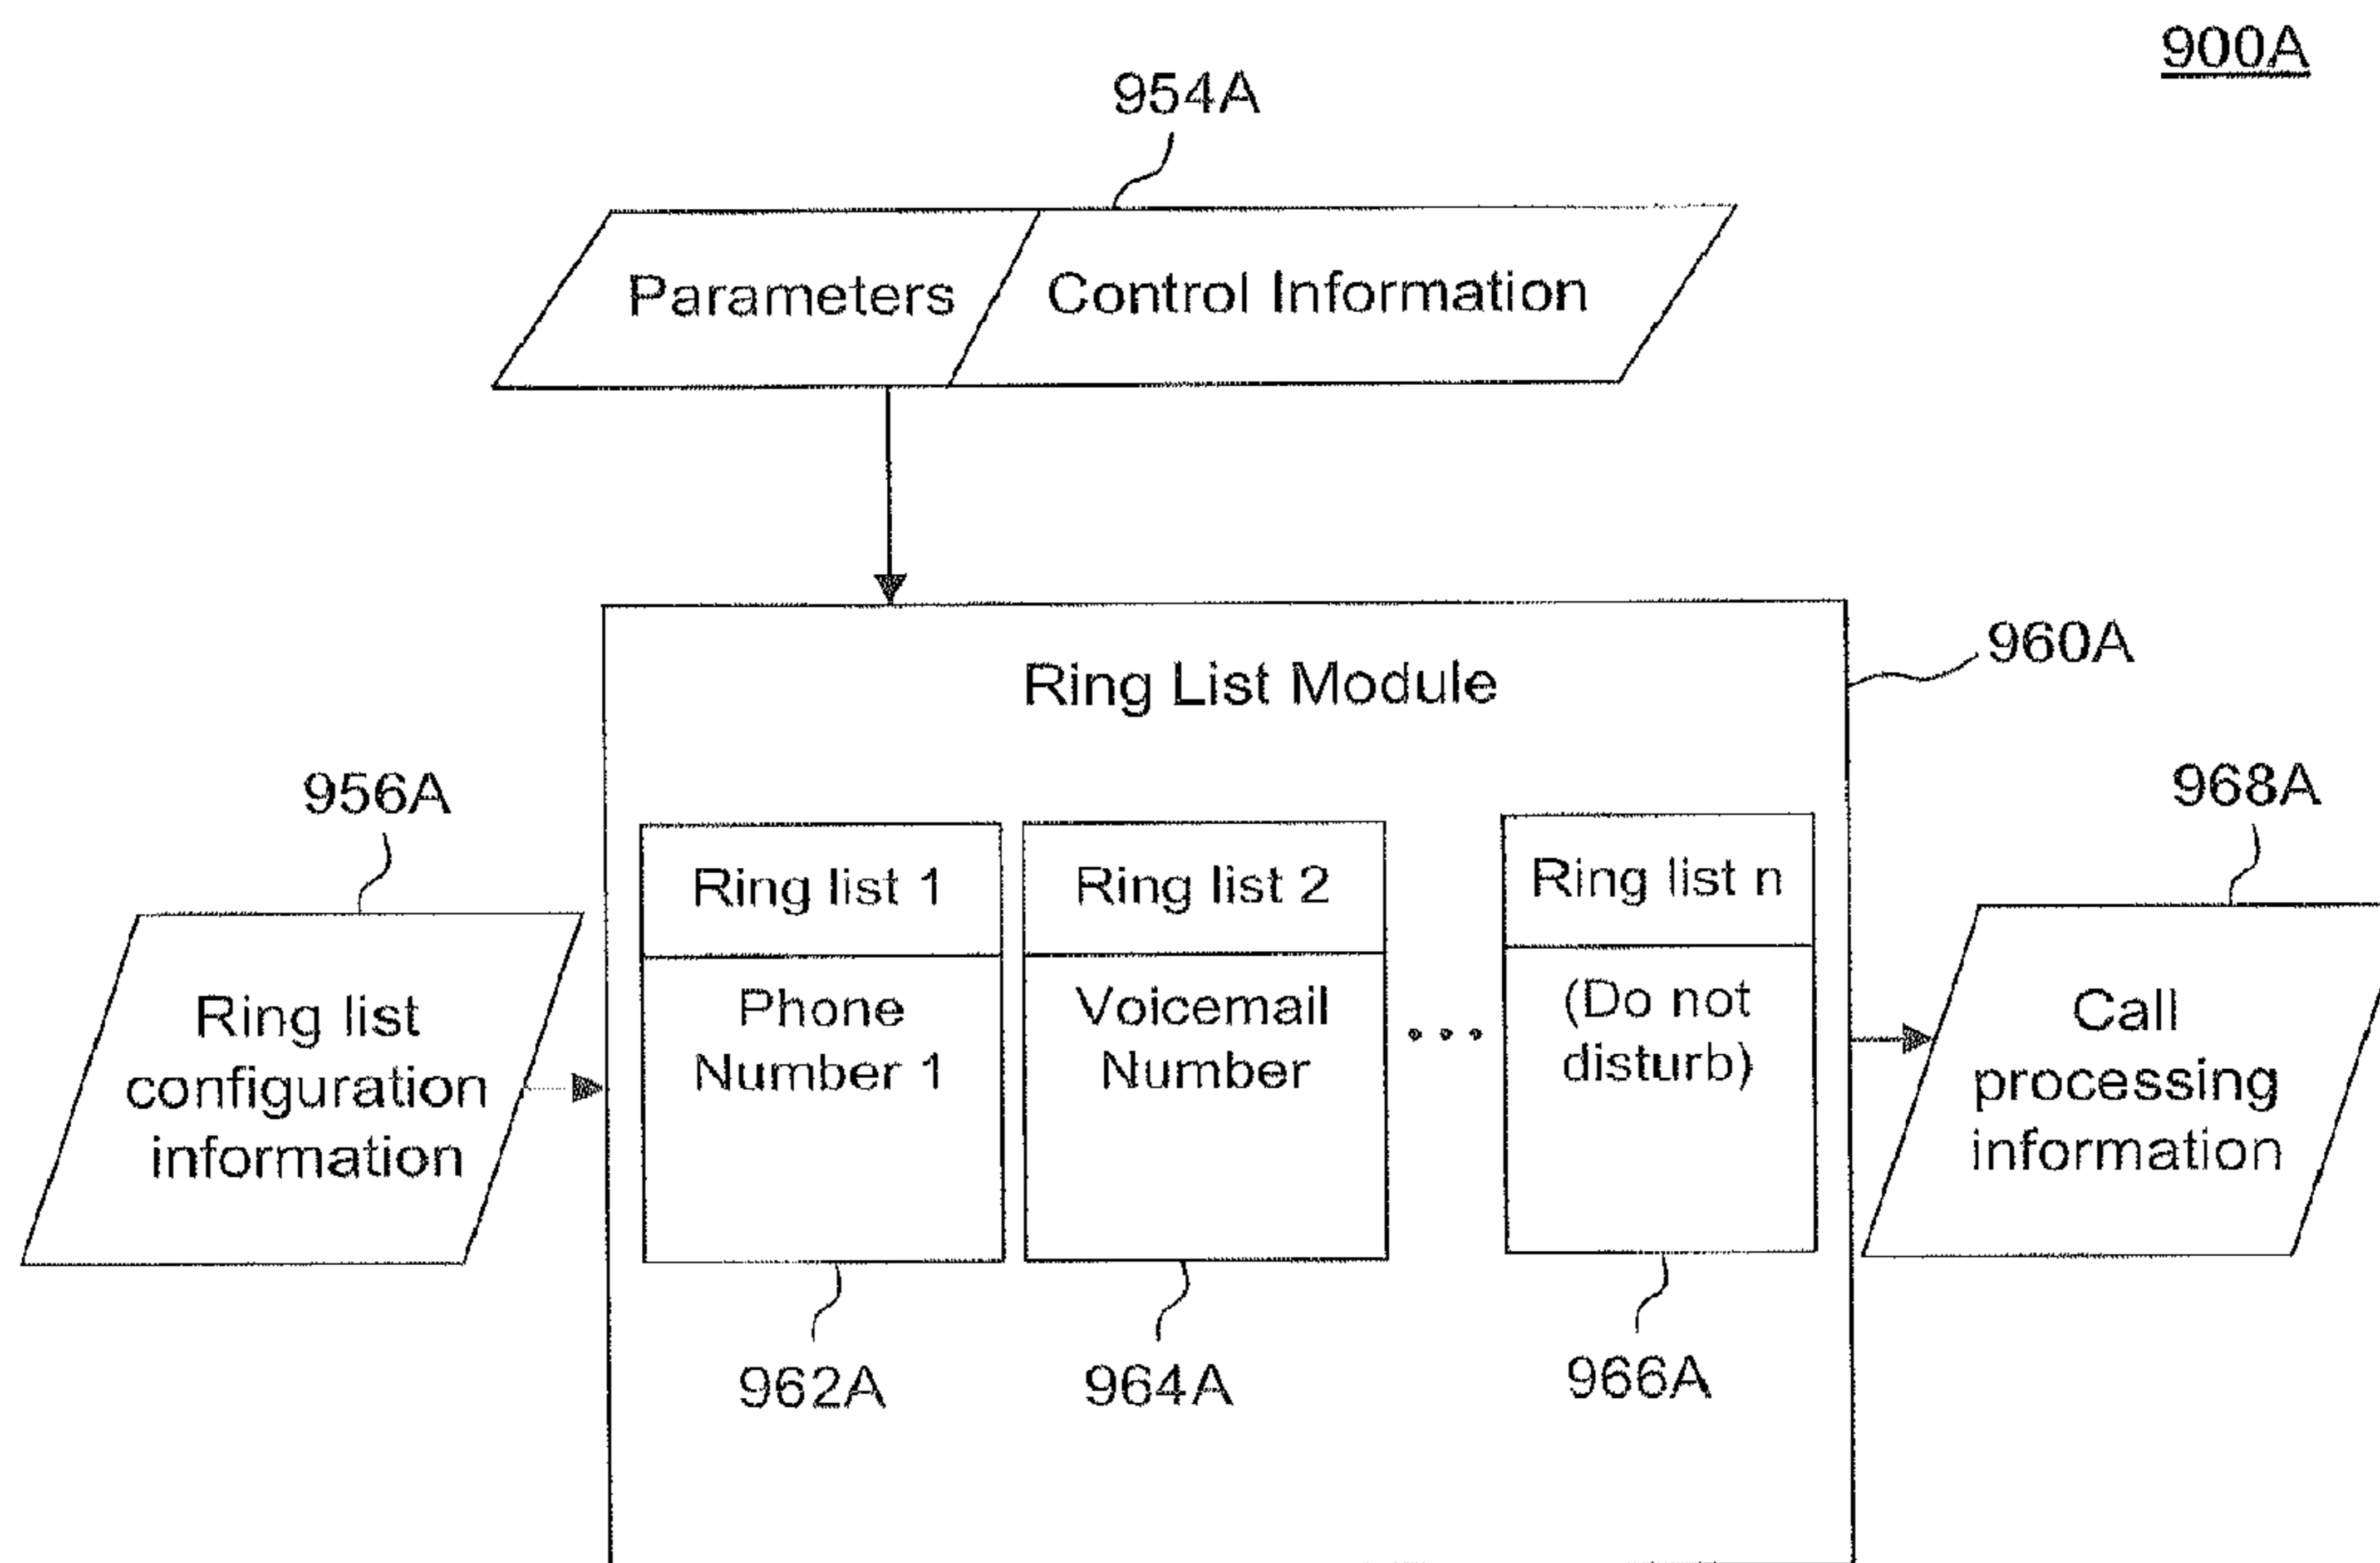 900A
954A
Parameters
Control Information
960A
Ring List Module
956A
968A
Ring list 1
Ring list 2
Ring list n
Phone
Number 1
Voicemail
Number
...
(Do not
disturb)
Ring list
configuration
information
Call
processing
information
962A
964A
966A